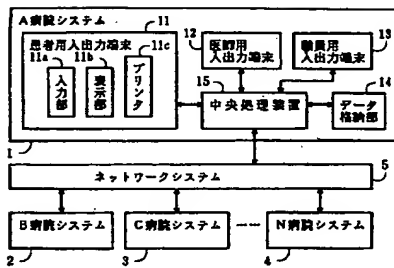 A病院システム
11
患者用入出力端末
11a
11b
11c
入力部
表示部
プリンタ
12
医師用
入出力端末
職員用
入出力端末
13
15
中央処理装置
14
データ
格納部
1
ネットワークシステム
5
B病院システム
C病院システム
N病院システム
2
3
4